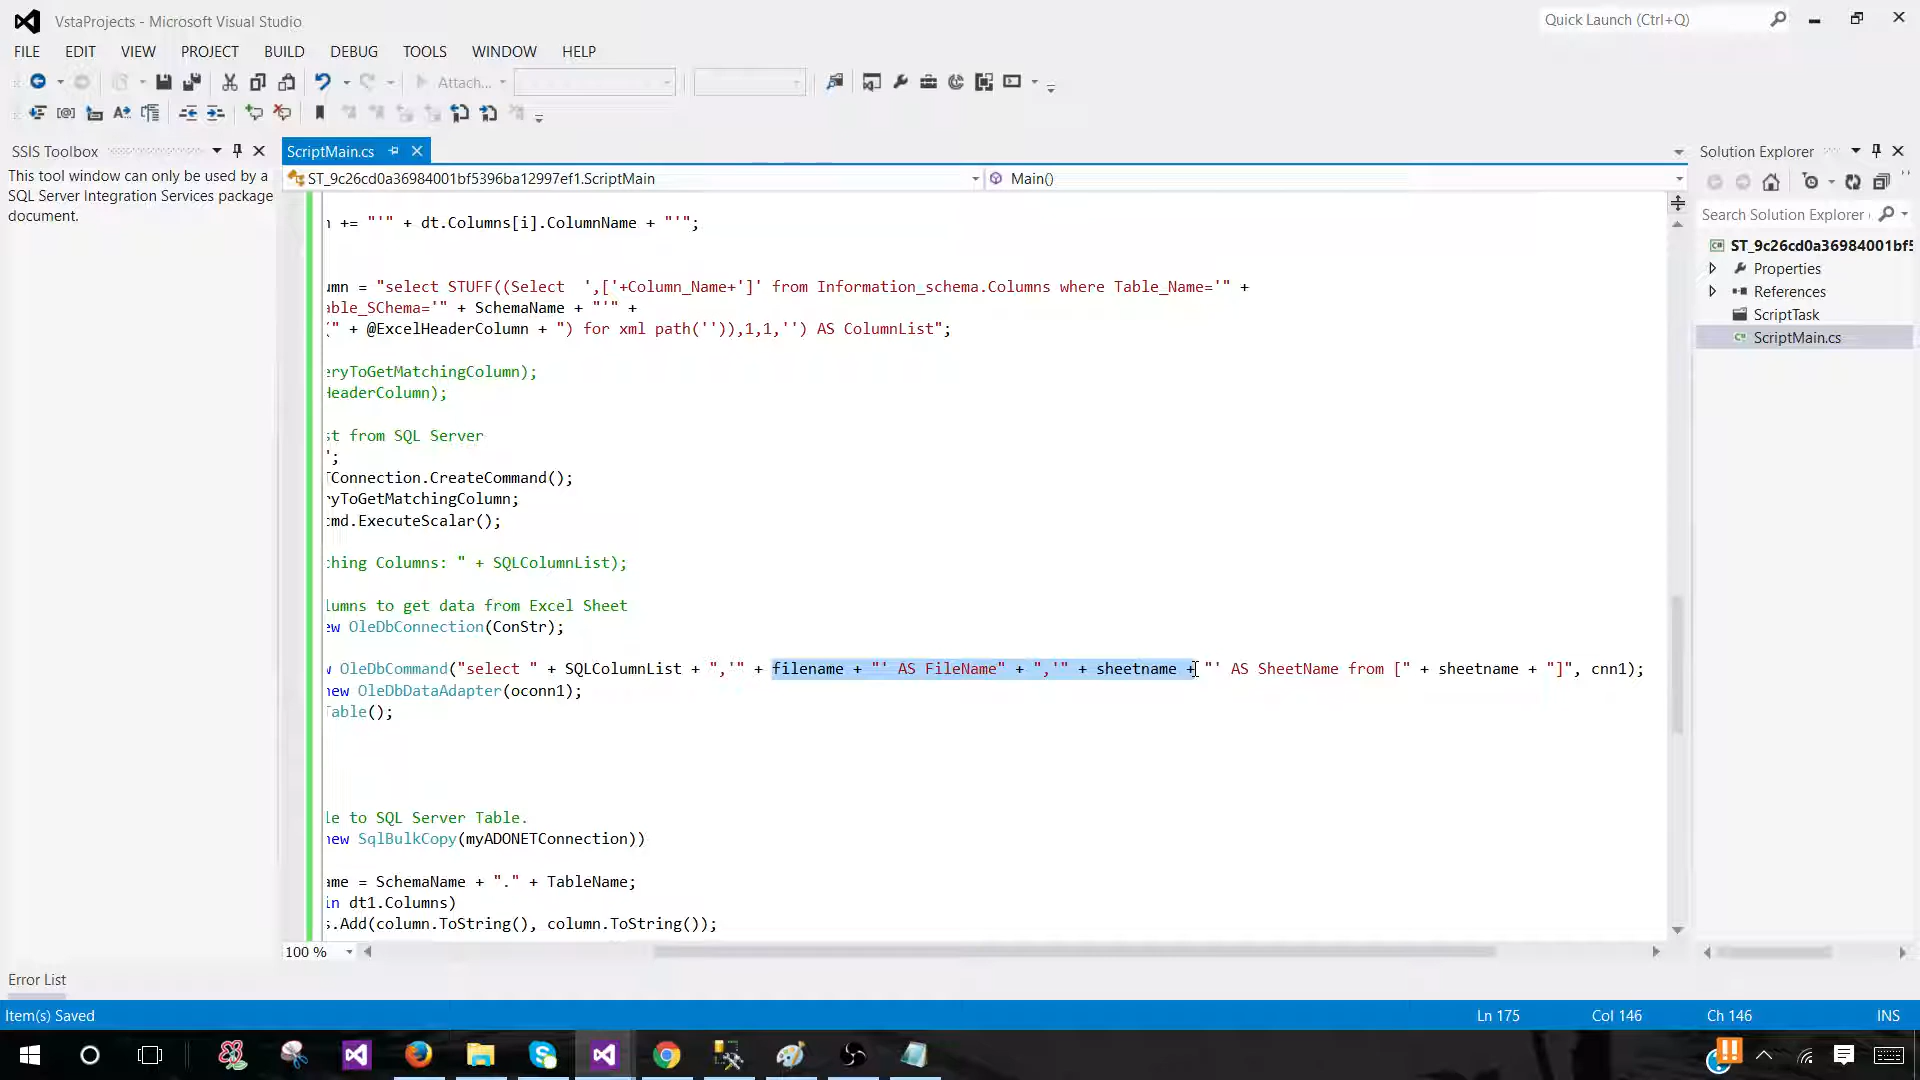 VstaProjects - Microsoft Visual Studio
Quick Launch (Ctrl+Q)
FILE EDIT VIEW PROJECT BUILD DEBUG TOOLS WINDOW HELP
Attach...
SSIS Toolbox
This tool window can only be used by a
SQL Server Integration Services package
document.
ScriptMain.cs
ST_9c26cd0a36984001bf5396ba12997ef1.ScriptMain
Main()
+= "'" + dt.Columns[i].ColumnName + "'";
umn = "select STUFF((Select  ',['+Column_Name+']' from Information_schema.Columns where Table_Name='" +
able_SChema='" + SchemaName + "'" +
(" + @ExcelHeaderColumn + ") for xml path('')),1,1,'') AS ColumnList";
eryToGetMatchingColumn);
HeaderColumn);
st from SQL Server
";
Connection.CreateCommand();
ryToGetMatchingColumn;
cmd.ExecuteScalar();
ching Columns: " + SQLColumnList);
lumns to get data from Excel Sheet
ew OleDbConnection(ConStr);
OleDbCommand("select " + SQLColumnList + ",'" + filename + "' AS FileName" + ",'" + sheetname + "' AS SheetName from [" + sheetname + "]", cnn1);
new OleDbDataAdapter(oconn1);
Table();
le to SQL Server Table.
new SqlBulkCopy(myADONETConnection))
ame = SchemaName + "." + TableName;
in dt1.Columns)
s.Add(column.ToString(), column.ToString());
100 %
Solution Explorer
Search Solution Explorer
ST_9c26cd0a36984001bf5
Properties
References
ScriptTask
ScriptMain.cs
Error List
Item(s) Saved
Ln 175 Col 146 Ch 146 INS